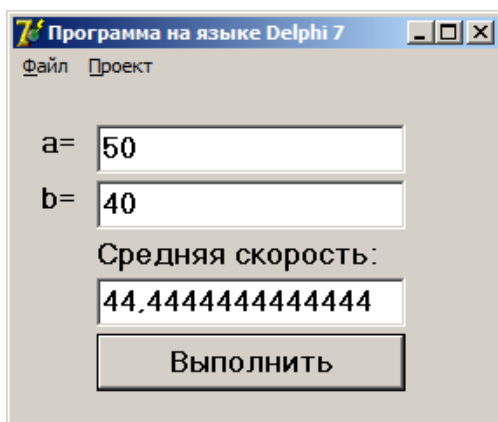 Программа на языке Delphi 7
Файл Проект
a= 50
b= 40
Средняя скорость:
44,4444444444444
Выполнить